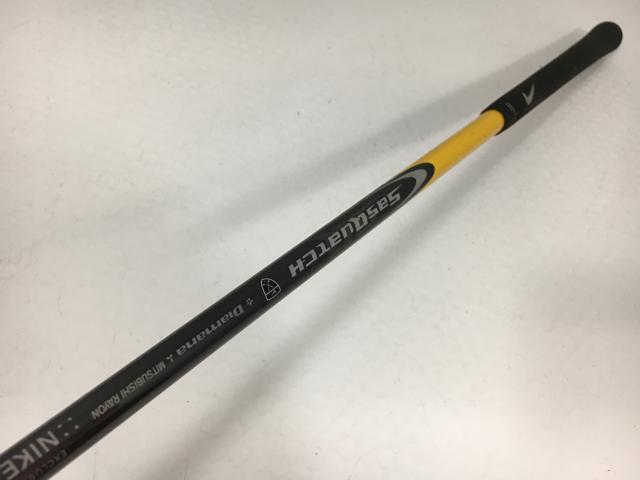 SasQuatch
Diamana
MITSUBISHI RAYON
NIKE